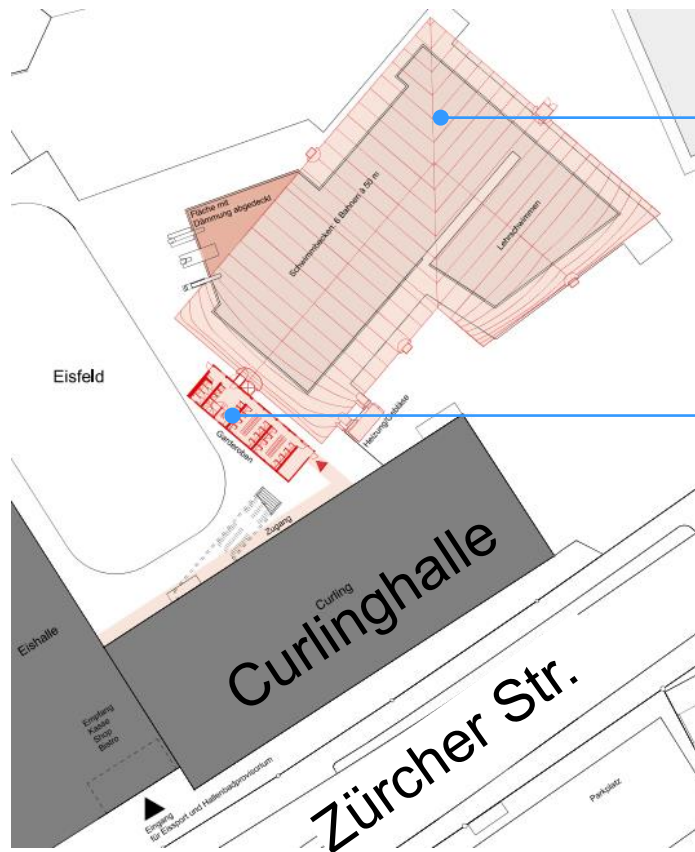 Fläche mit
Dämmung abgedeckt
Schwimmbecken, 6 Bahnen à 50 m
Lehrschwimmen
Eisfeld
Garderoben
Heizung/Gebläse
Zugang
Curling
Curlinghalle
Eishalle
Empfang
Kasse
Shop
Bistro
Zürcher Str.
Eingang
für Eissport und Hallenbadprovisorium
Parkplatz